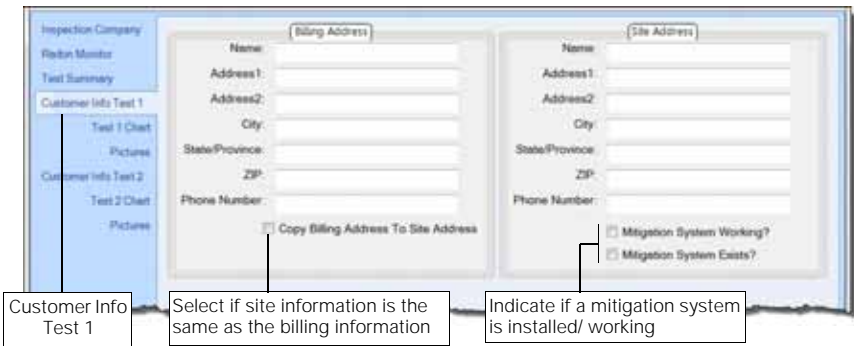 Inspection Company
Radon Monitor
Test Summary
Customer Info Test 1
Test 1 Chart
Pictures
Customer Info Test 2
Test 2 Chart
Pictures
Billing Address
Name:
Address1:
Address2:
City:
State/Province:
ZIP:
Phone Number:
Copy Billing Address To Site Address
Site Address
Name:
Address1:
Address2:
City:
State/Province:
ZIP:
Phone Number:
Mitigation System Working?
Mitigation System Exists?
Customer Info
Test 1
Select if site information is the
same as the billing information
Indicate if a mitigation system
is installed/ working